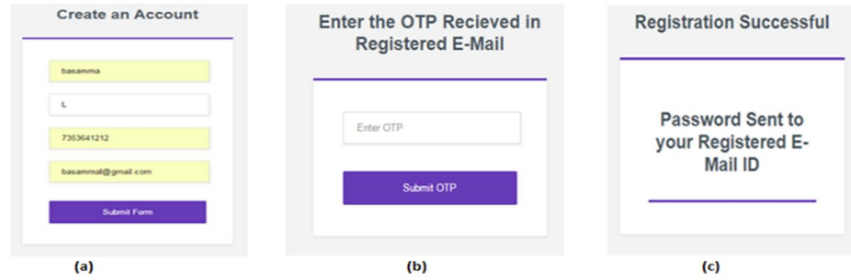 Create an Account
basamma
L
7353641212
basammal@gmail.com
Submit Form
(a)
Enter the OTP Recieved in
Registered E-Mail
Enter OTP
Submit OTP
(b)
Registration Successful
Password Sent to
your Registered E-
Mail ID
(c)